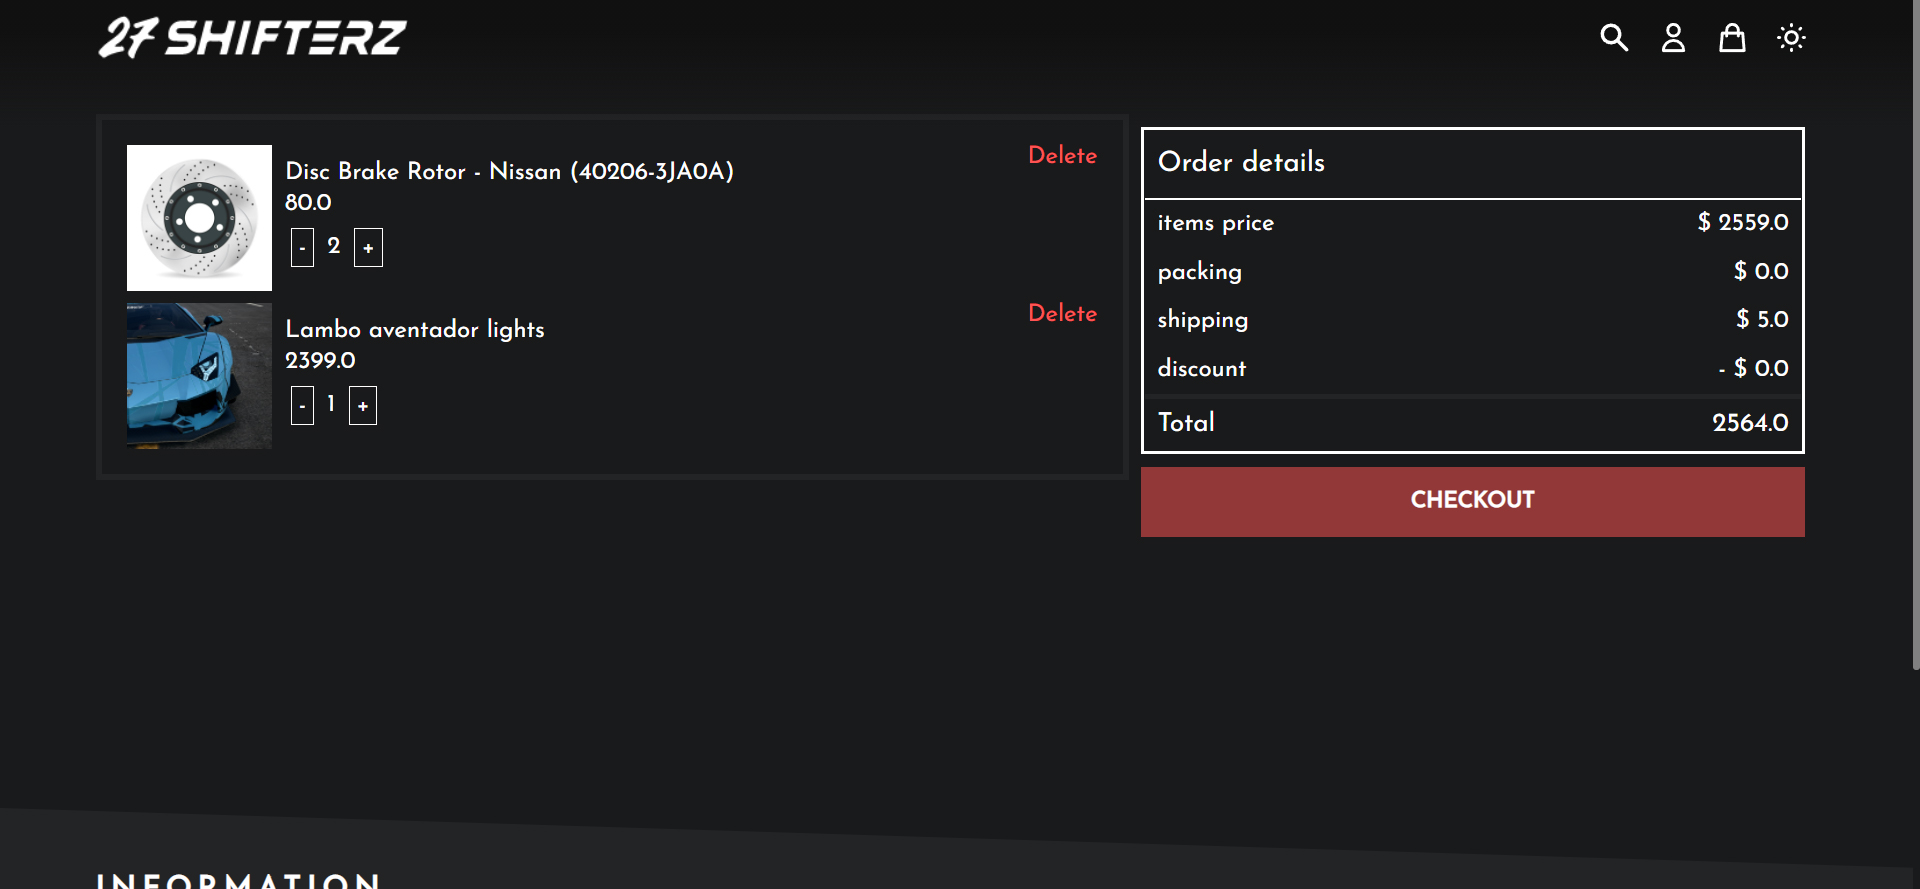 27 SHIFTERZ
Disc Brake Rotor - Nissan (40206-3JA0A)
80.0
- 2 +
Delete
Lambo aventador lights
2399.0
- 1 +
Delete
Order details
items price $ 2559.0
packing $ 0.0
shipping $ 5.0
discount - $ 0.0
Total 2564.0
CHECKOUT
INFORMATION